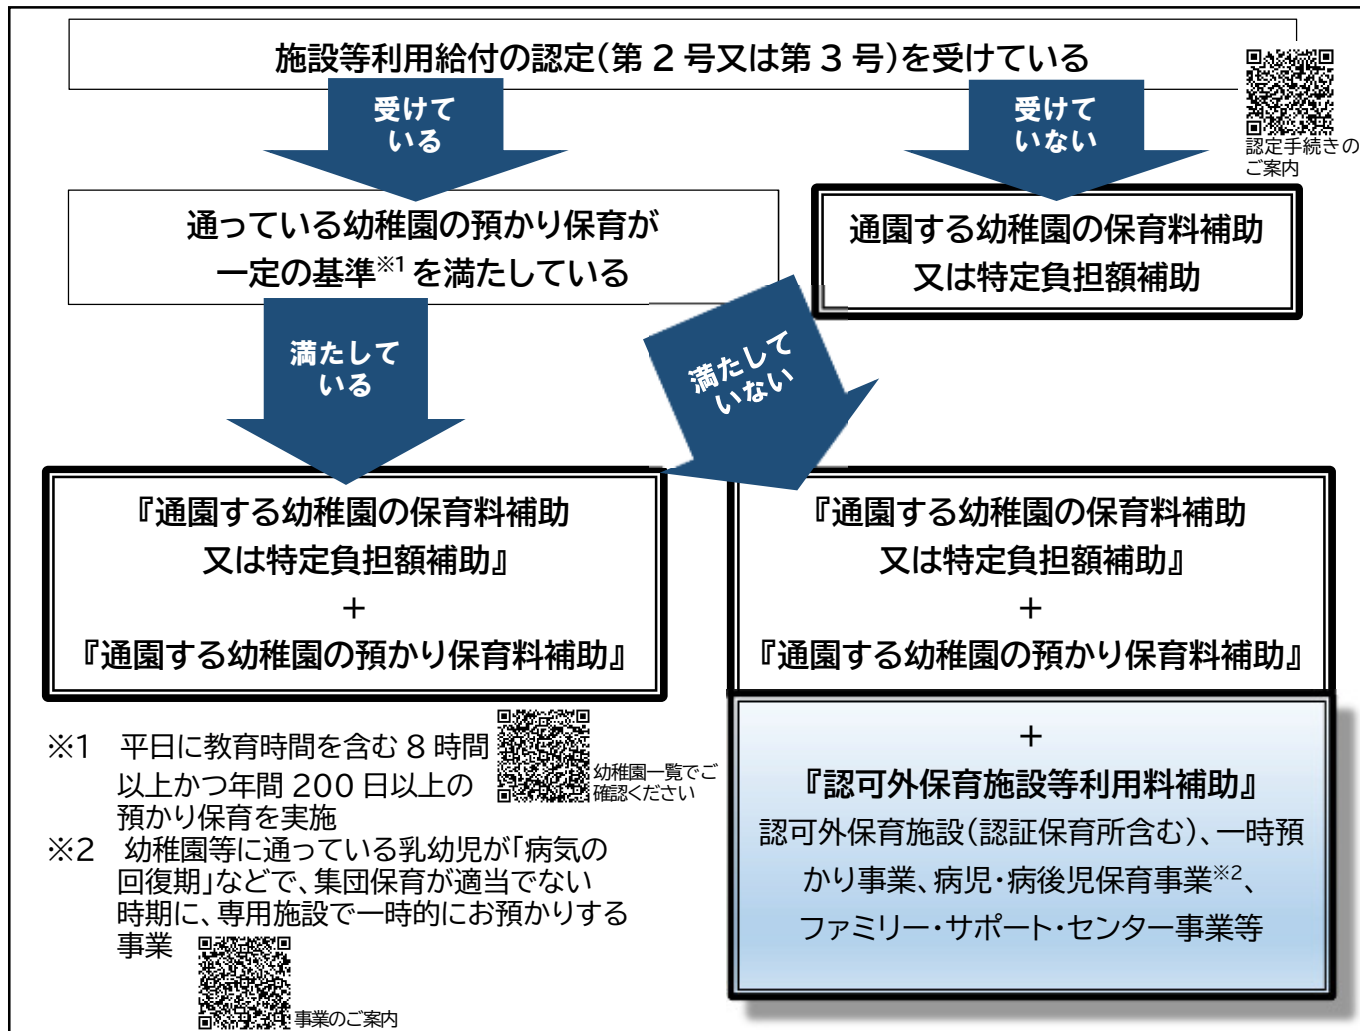 施設等利用給付の認定(第2号又は第3号)を受けている
認定手続きの
ご案内
受けて
いる
受けて
いない
通っている幼稚園の預かり保育が
一定の基準※1を満たしている
通園する幼稚園の保育料補助
又は特定負担額補助
満たして
いる
満たして
いない
『通園する幼稚園の保育料補助
又は特定負担額補助』
+
『通園する幼稚園の預かり保育料補助』
『通園する幼稚園の保育料補助
又は特定負担額補助』
+
『通園する幼稚園の預かり保育料補助』
+
『認可外保育施設等利用料補助』
認可外保育施設(認証保育所含む)、一時預
かり事業、病児・病後児保育事業※2、
ファミリー・サポート・センター事業等
※1 平日に教育時間を含む8時間
以上かつ年間200日以上の
預かり保育を実施
幼稚園一覧でご
確認ください
※2 幼稚園等に通っている乳幼児が「病気の
回復期」などで、集団保育が適当でない
時期に、専用施設で一時的にお預かりする
事業
事業のご案内